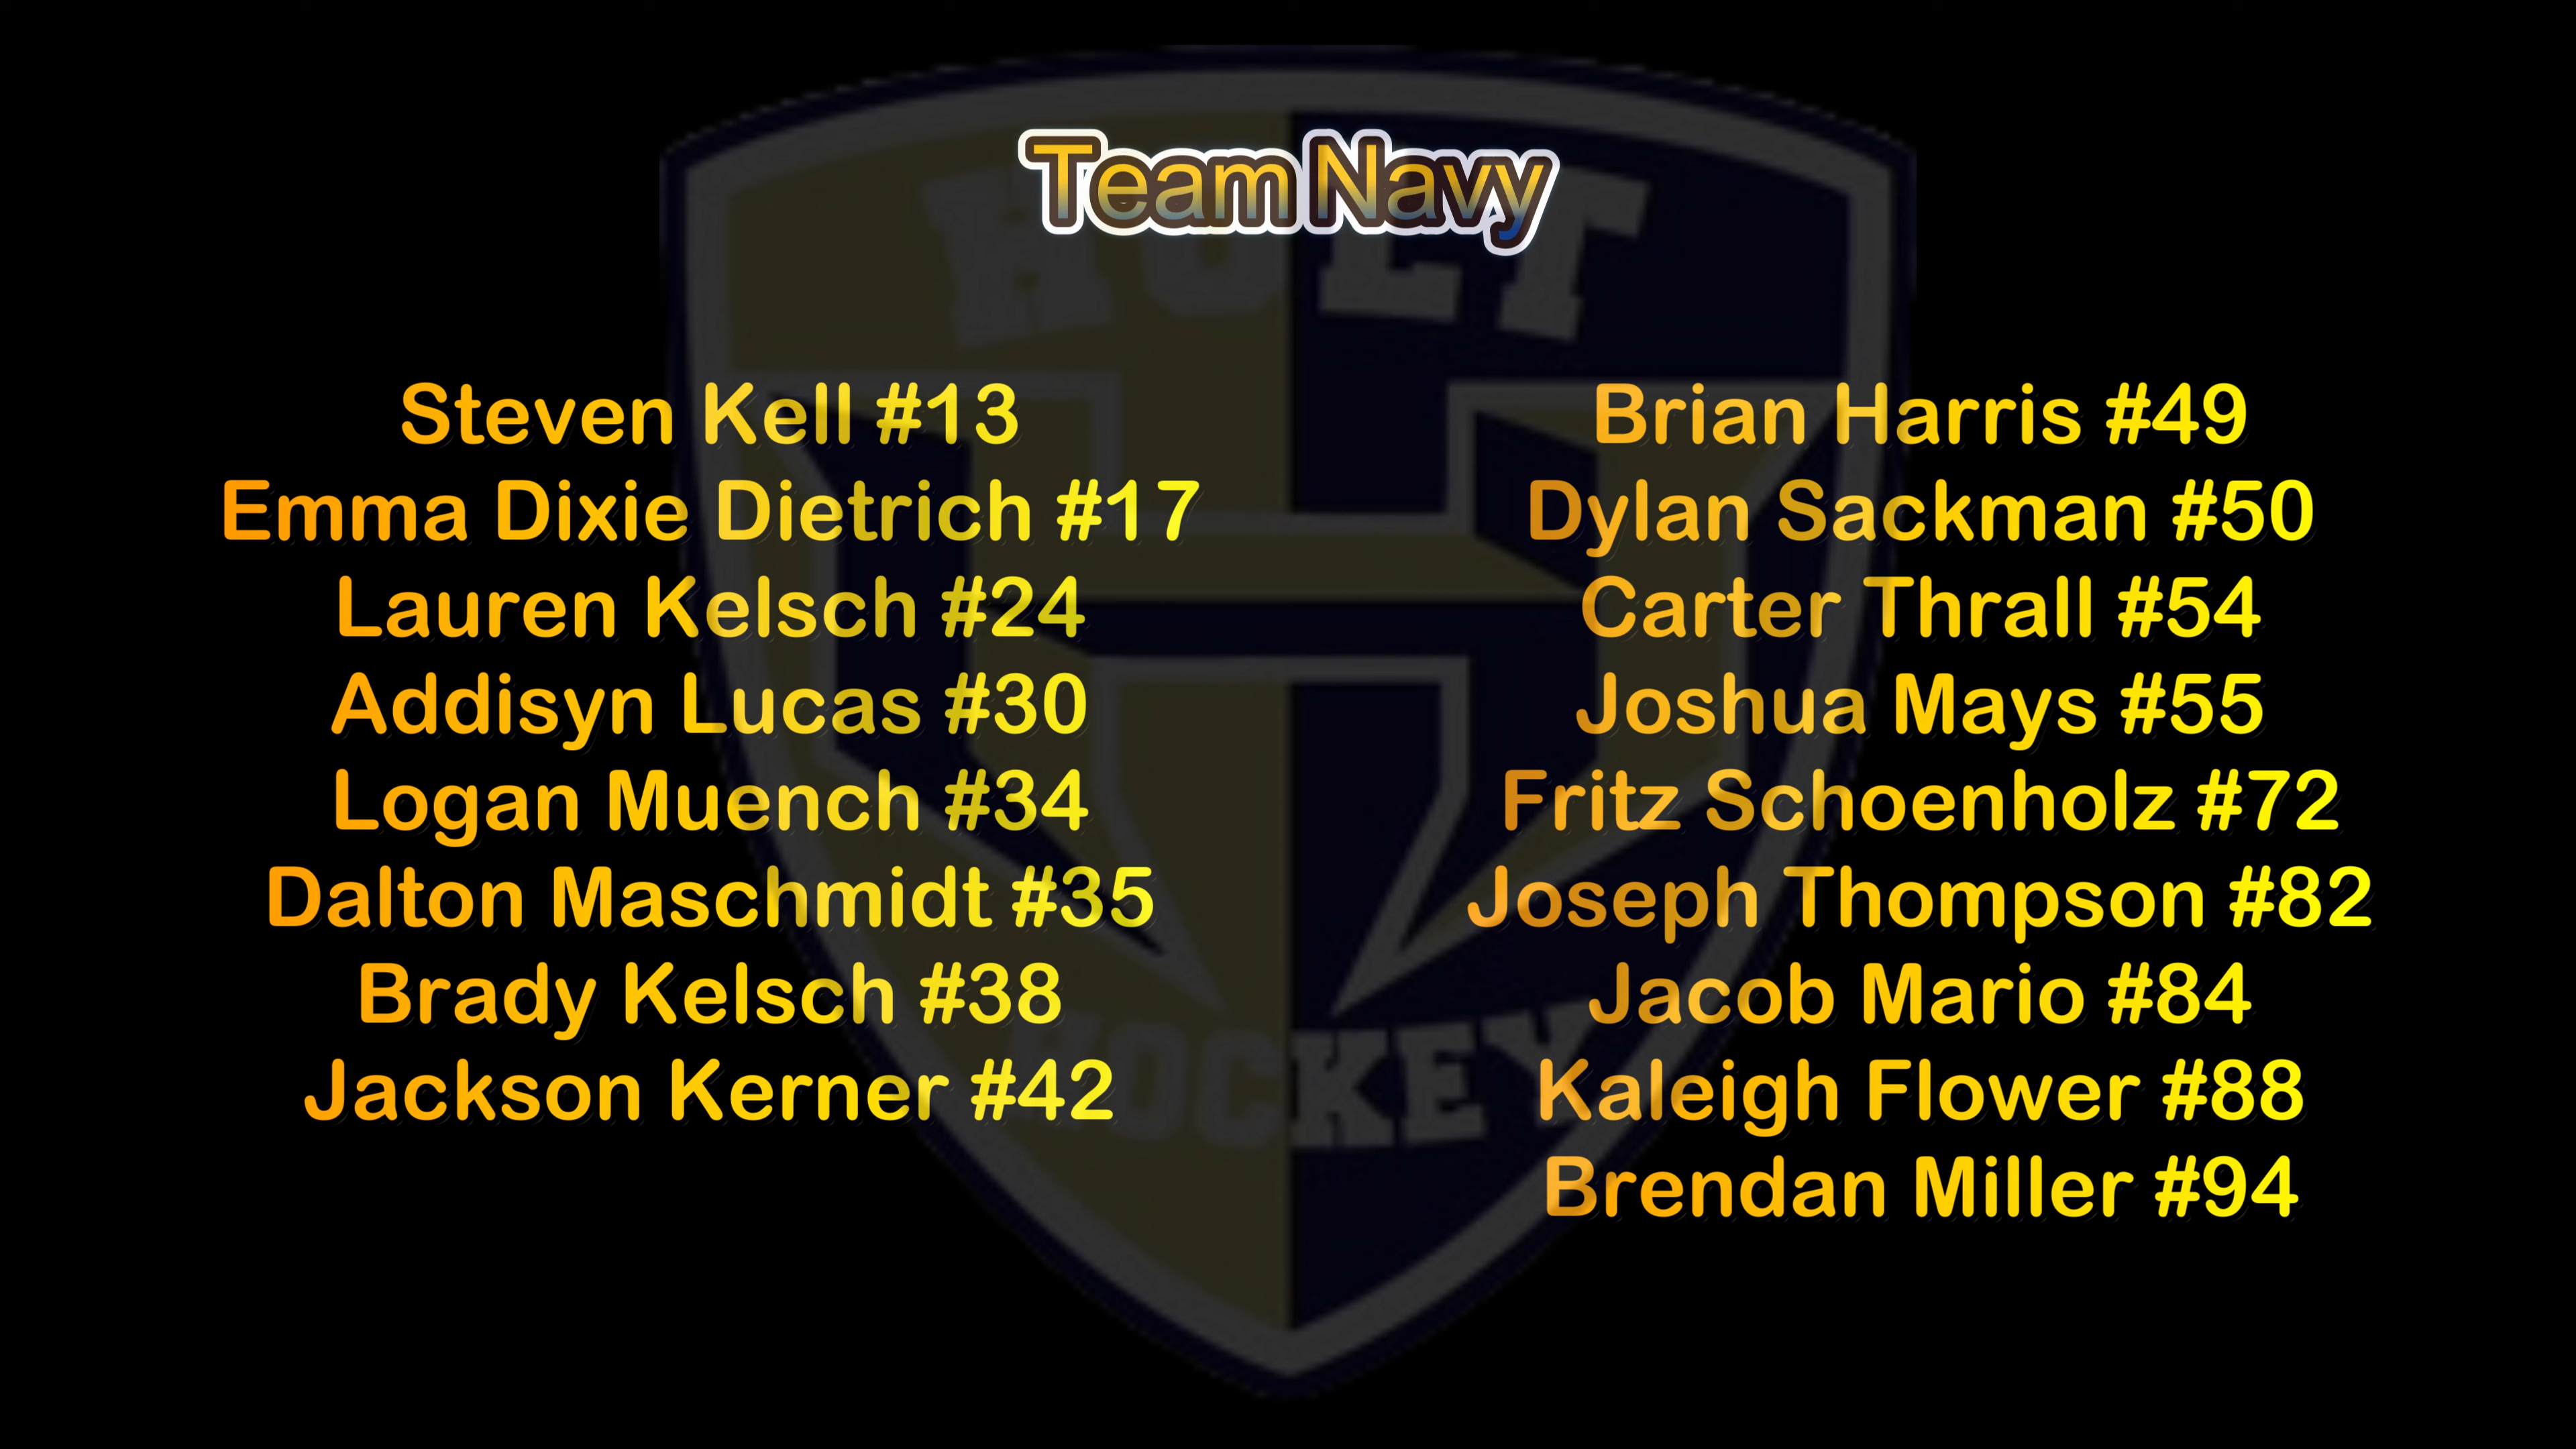 Team Navy
HOLT
Steven Kell #13
Emma Dixie Dietrich #17
Lauren Kelsch #24
Addisyn Lucas #30
Logan Muench #34
Dalton Maschmidt #35
Brady Kelsch #38
Jackson Kerner #42
Brian Harris #49
Dylan Sackman #50
Carter Thrall #54
Joshua Mays #55
Fritz Schoenholz #72
Joseph Thompson #82
Jacob Mario #84
Kaleigh Flower #88
Brendan Miller #94
H
HOCKEY